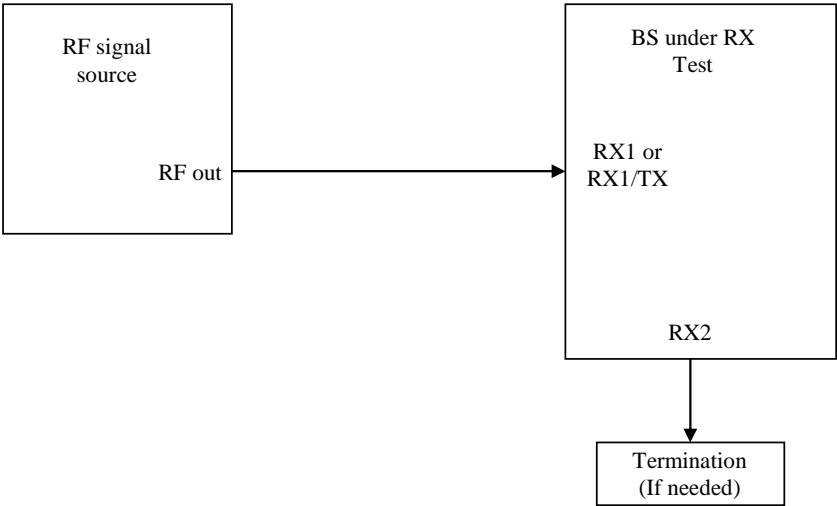 RF signal
source
RF out
BS under RX
Test
RX1 or
RX1/TX
RX2
Termination
(If needed)